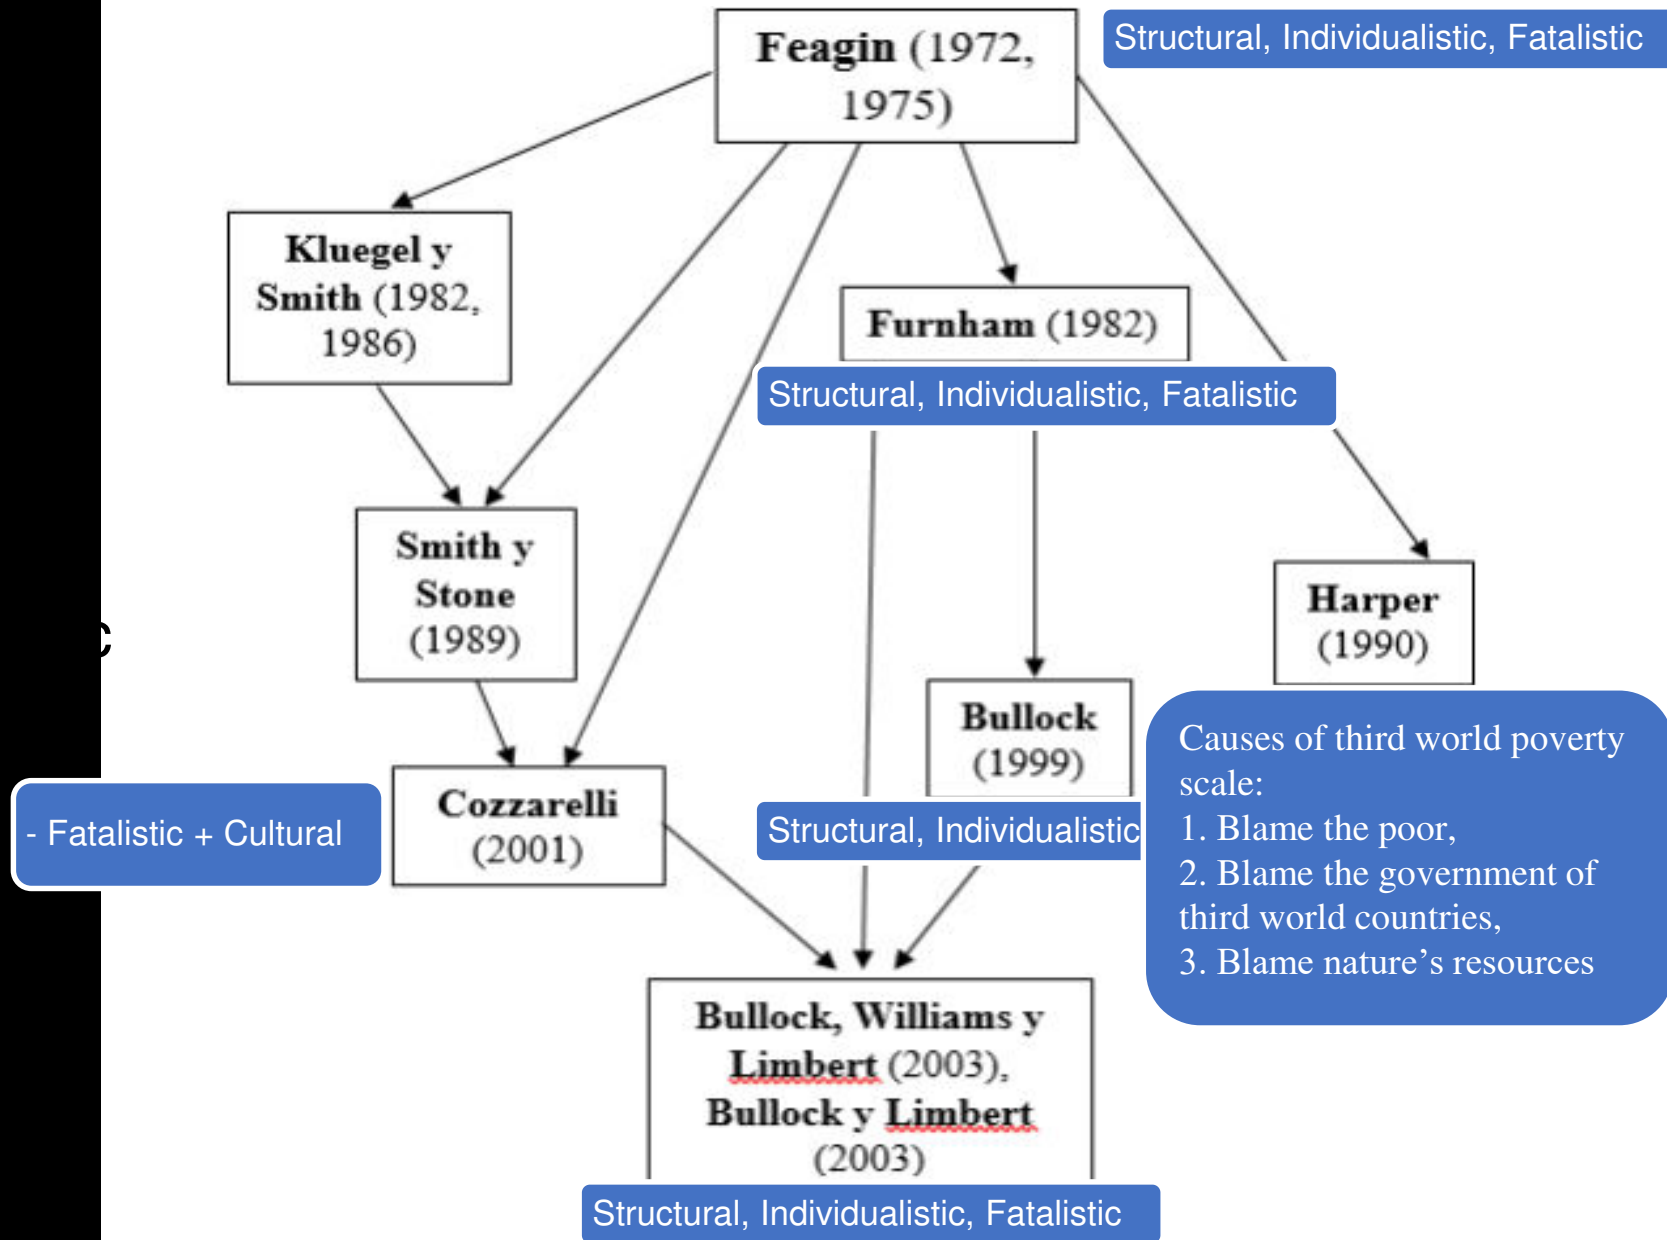 Feagin (1972,
1975)
Structural, Individualistic, Fatalistic
Kluegel y
Smith (1982,
1986)
Furnham (1982)
Structural, Individualistic, Fatalistic
Smith y
Stone
(1989)
Harper
(1990)
Bullock
(1999)
Structural, Individualistic
Causes of third world poverty
scale:
1. Blame the poor,
2. Blame the government of
third world countries,
3. Blame nature’s resources
Cozzarelli
(2001)
- Fatalistic + Cultural
Bullock, Williams y
Limbert (2003),
Bullock y Limbert
(2003)
Structural, Individualistic, Fatalistic